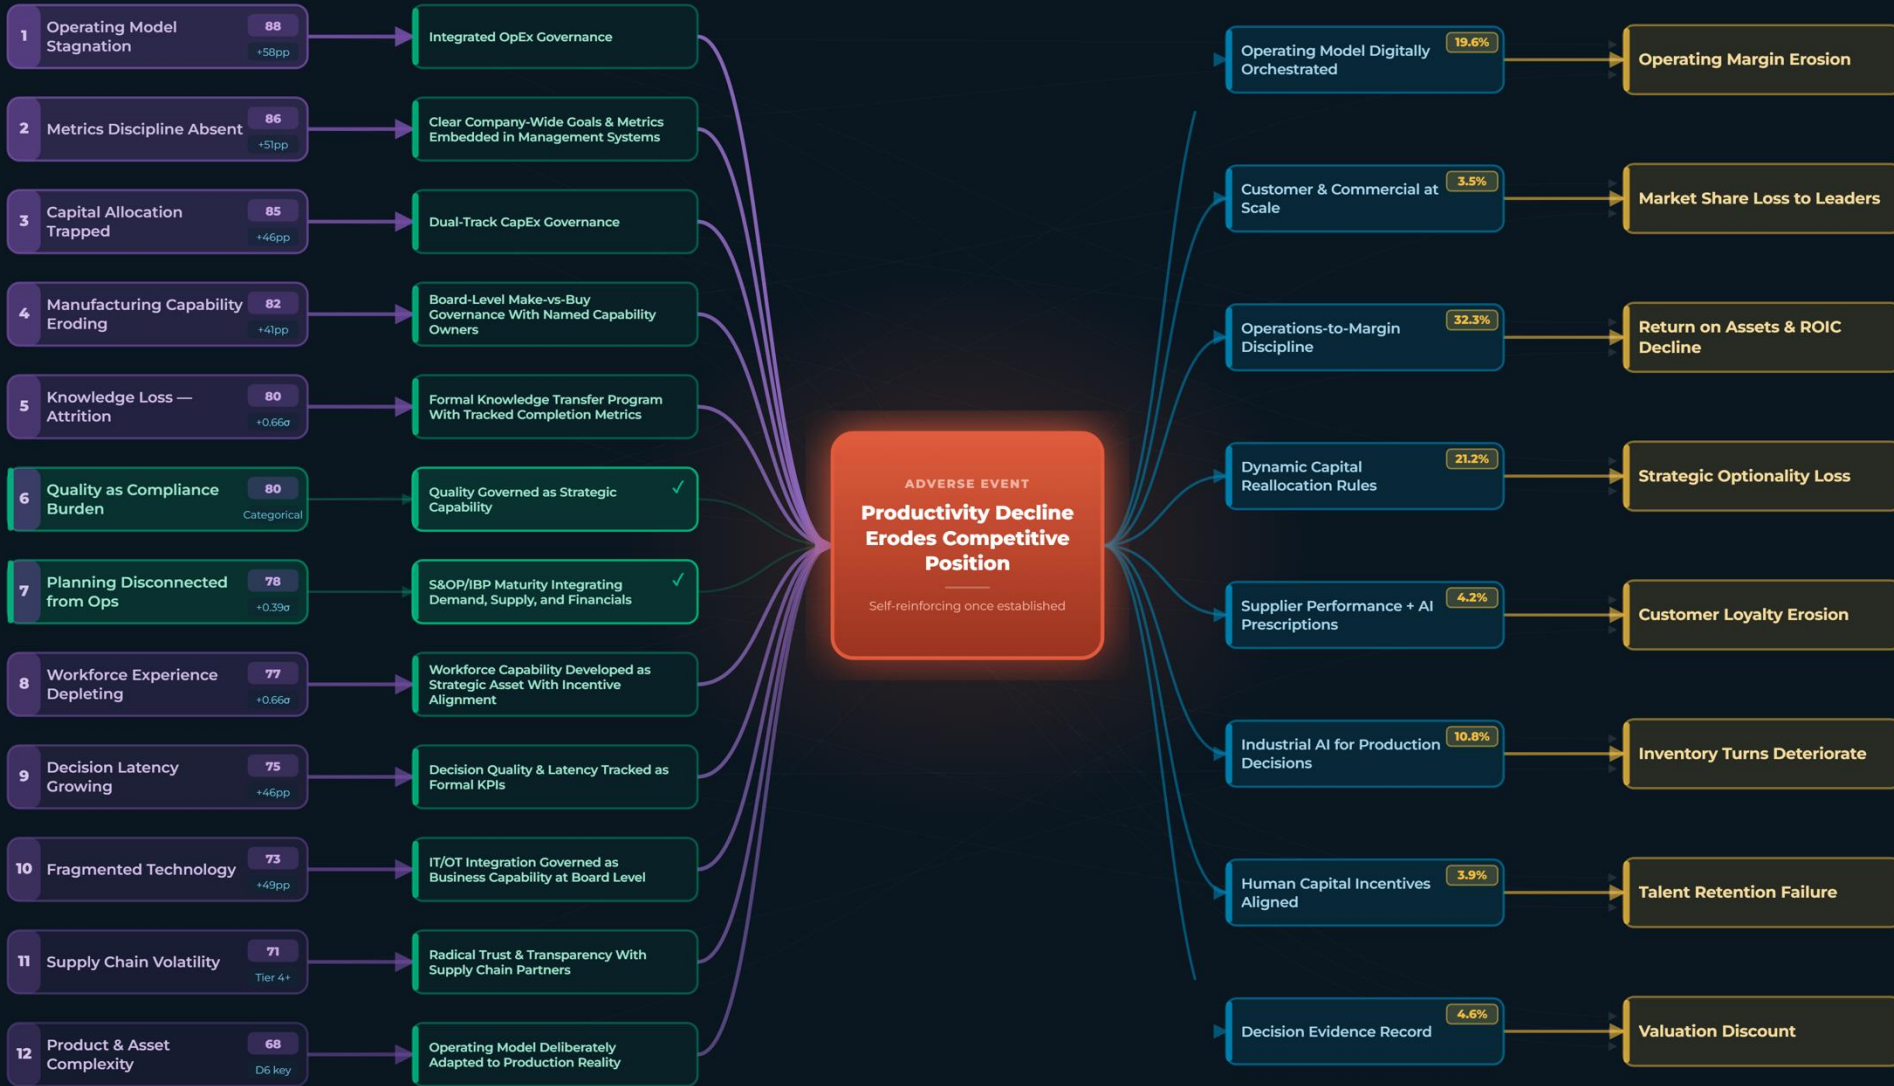 1
Operating Model
Stagnation
88
+58pp
Integrated OpEx Governance
2
Metrics Discipline Absent
86
+51pp
Clear Company-Wide Goals & Metrics
Embedded in Management Systems
3
Capital Allocation
Trapped
85
+46pp
Dual-Track CapEx Governance
4
Manufacturing Capability
Eroding
82
+41pp
Board-Level Make-vs-Buy
Governance With Named Capability
Owners
5
Knowledge Loss —
Attrition
80
+0.66σ
Formal Knowledge Transfer Program
With Tracked Completion Metrics
6
Quality as Compliance
Burden
80
Categorical
Quality Governed as Strategic
Capability
✓
7
Planning Disconnected
from Ops
78
+0.39σ
S&OP/IBP Maturity Integrating
Demand, Supply, and Financials
✓
8
Workforce Experience
Depleting
77
+0.66σ
Workforce Capability Developed as
Strategic Asset With Incentive
Alignment
9
Decision Latency
Growing
75
+46pp
Decision Quality & Latency Tracked as
Formal KPIs
10
Fragmented Technology
73
+49pp
IT/OT Integration Governed as
Business Capability at Board Level
11
Supply Chain Volatility
71
Tier 4+
Radical Trust & Transparency With
Supply Chain Partners
12
Product & Asset
Complexity
68
D6 key
Operating Model Deliberately
Adapted to Production Reality
ADVERSE EVENT
Productivity Decline
Erodes Competitive
Position
Self-reinforcing once established
Operating Model Digitally
Orchestrated
19.6%
Operating Margin Erosion
Customer & Commercial at
Scale
3.5%
Market Share Loss to Leaders
Operations-to-Margin
Discipline
32.3%
Return on Assets & ROIC
Decline
Dynamic Capital
Reallocation Rules
21.2%
Strategic Optionality Loss
Supplier Performance + AI
Prescriptions
4.2%
Customer Loyalty Erosion
Industrial AI for Production
Decisions
10.8%
Inventory Turns Deteriorate
Human Capital Incentives
Aligned
3.9%
Talent Retention Failure
Decision Evidence Record
4.6%
Valuation Discount